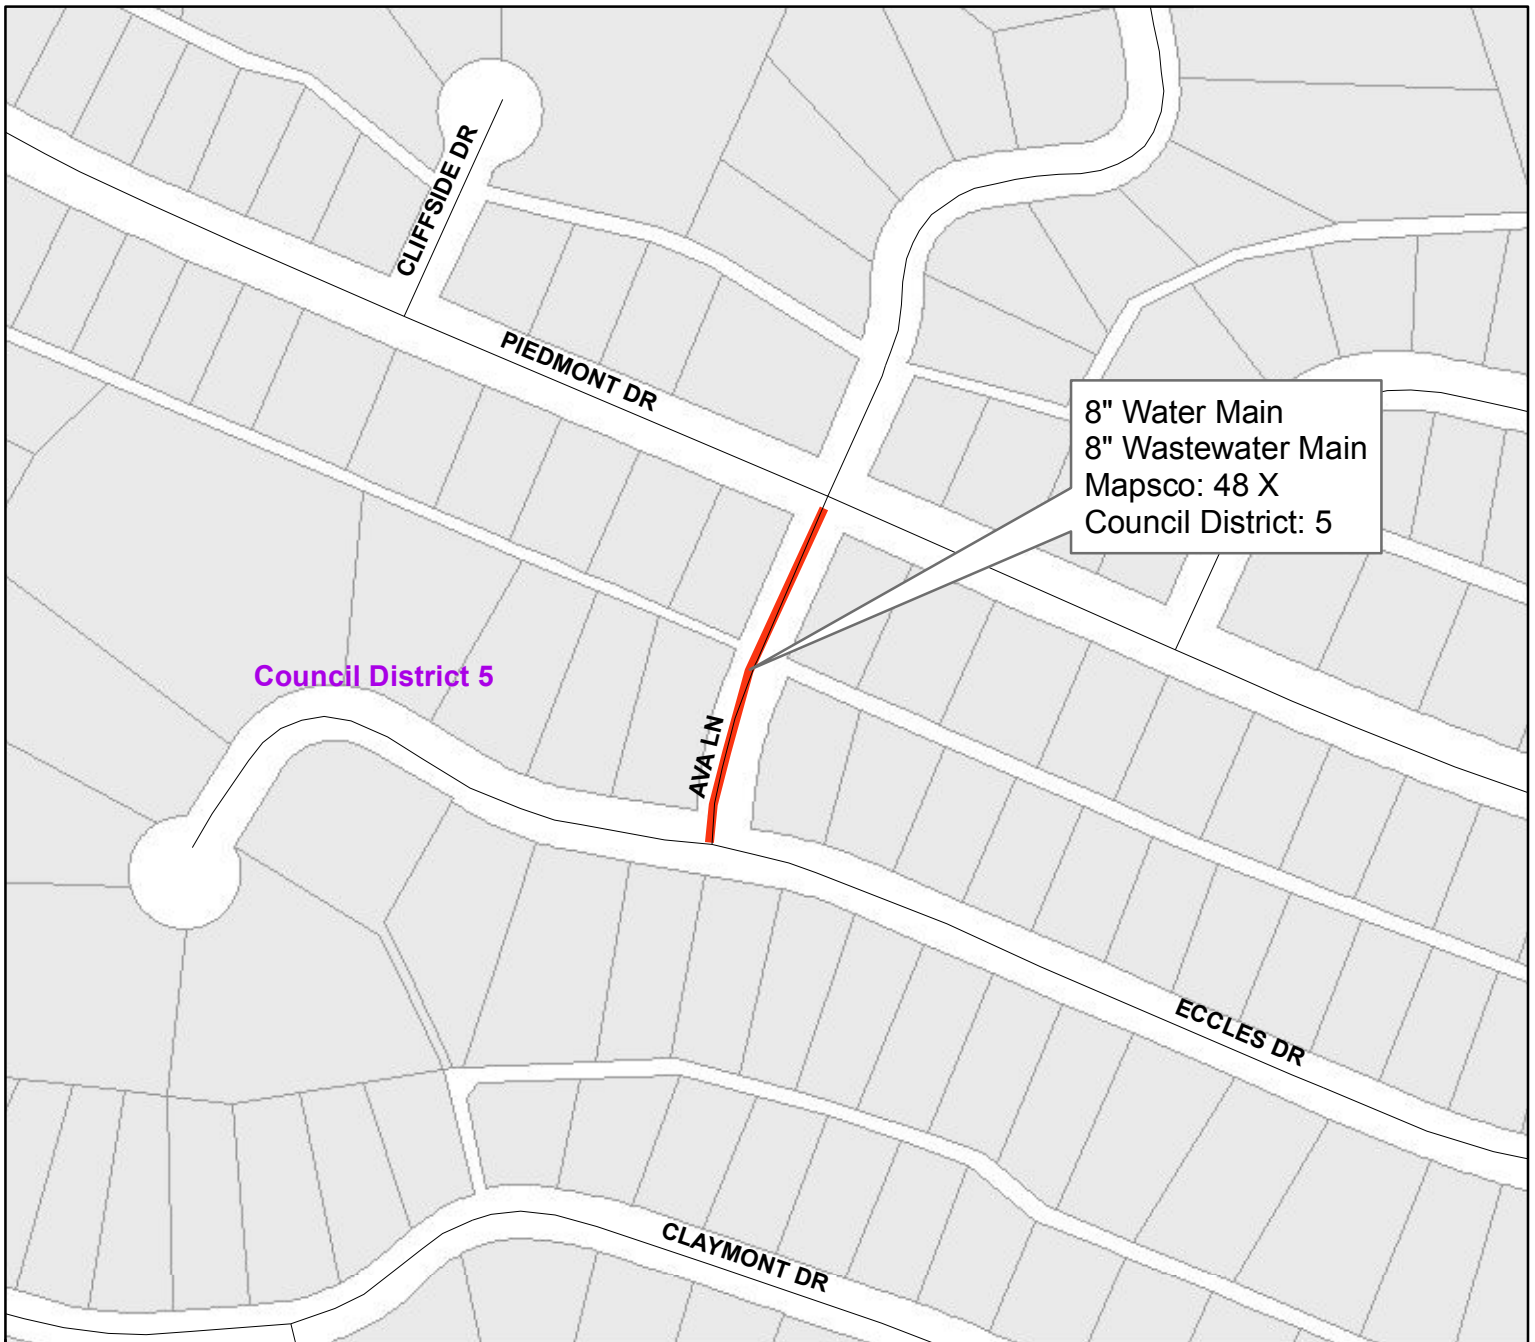 CLIFFSIDE DR
PIEDMONT DR
8" Water Main
8" Wastewater Main
Mapsco: 48 X
Council District: 5
Council District 5
AVA LN
ECCLES DR
CLAYMONT DR